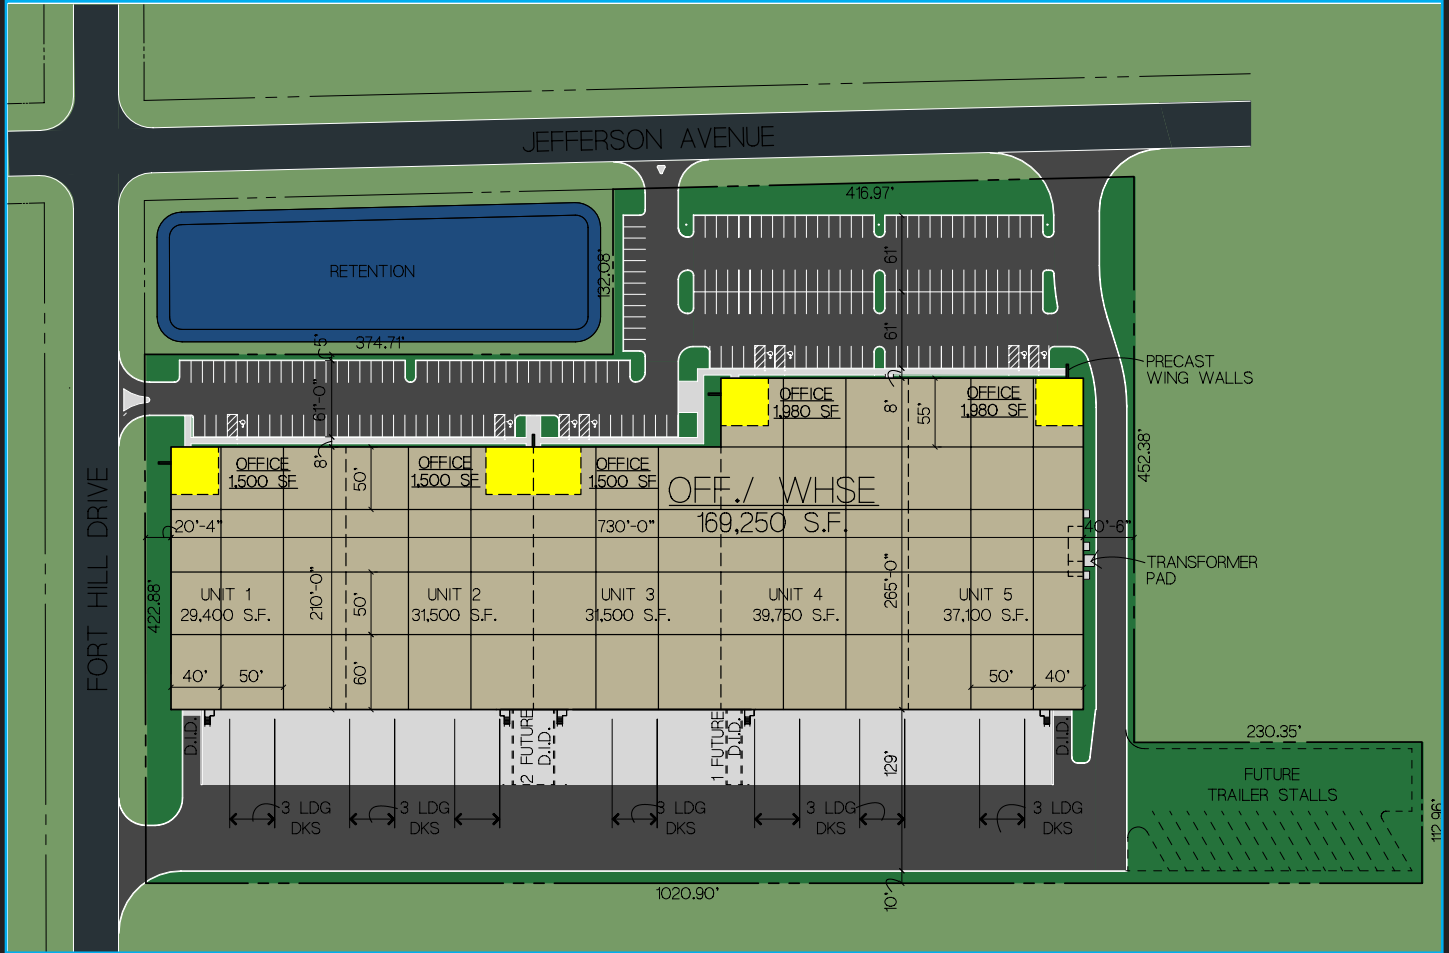 JEFFERSON AVENUE
416.97'
RETENTION
132.08'
61'
374.71'
5'
61'
PRECAST
WING WALLS
61'-0"
8'
OFFICE
1,980 SF
OFFICE
1,980 SF
8'
55'
OFFICE
1,500 SF
OFFICE
1,500 SF
OFFICE
1,500 SF
50'
OFF./ WHSE
169,250 S.F.
452.38'
20'-4"
730'-0"
40'-6"
TRANSFORMER
PAD
FORT HILL DRIVE
422.88'
UNIT 1
29,400 S.F.
210'-0"
50'
UNIT 2
31,500 S.F.
UNIT 3
31,500 S.F.
UNIT 4
39,750 S.F.
265'-0"
UNIT 5
37,100 S.F.
40'
50'
60'
50'
40'
D.I.D.
2 FUTURE
D.I.D.
1 FUTURE
D.I.D.
129'
D.I.D.
230.35'
FUTURE
TRAILER STALLS
112.96'
3 LDG
DKS
3 LDG
DKS
3 LDG
DKS
3 LDG
DKS
3 LDG
DKS
1020.90'
10'